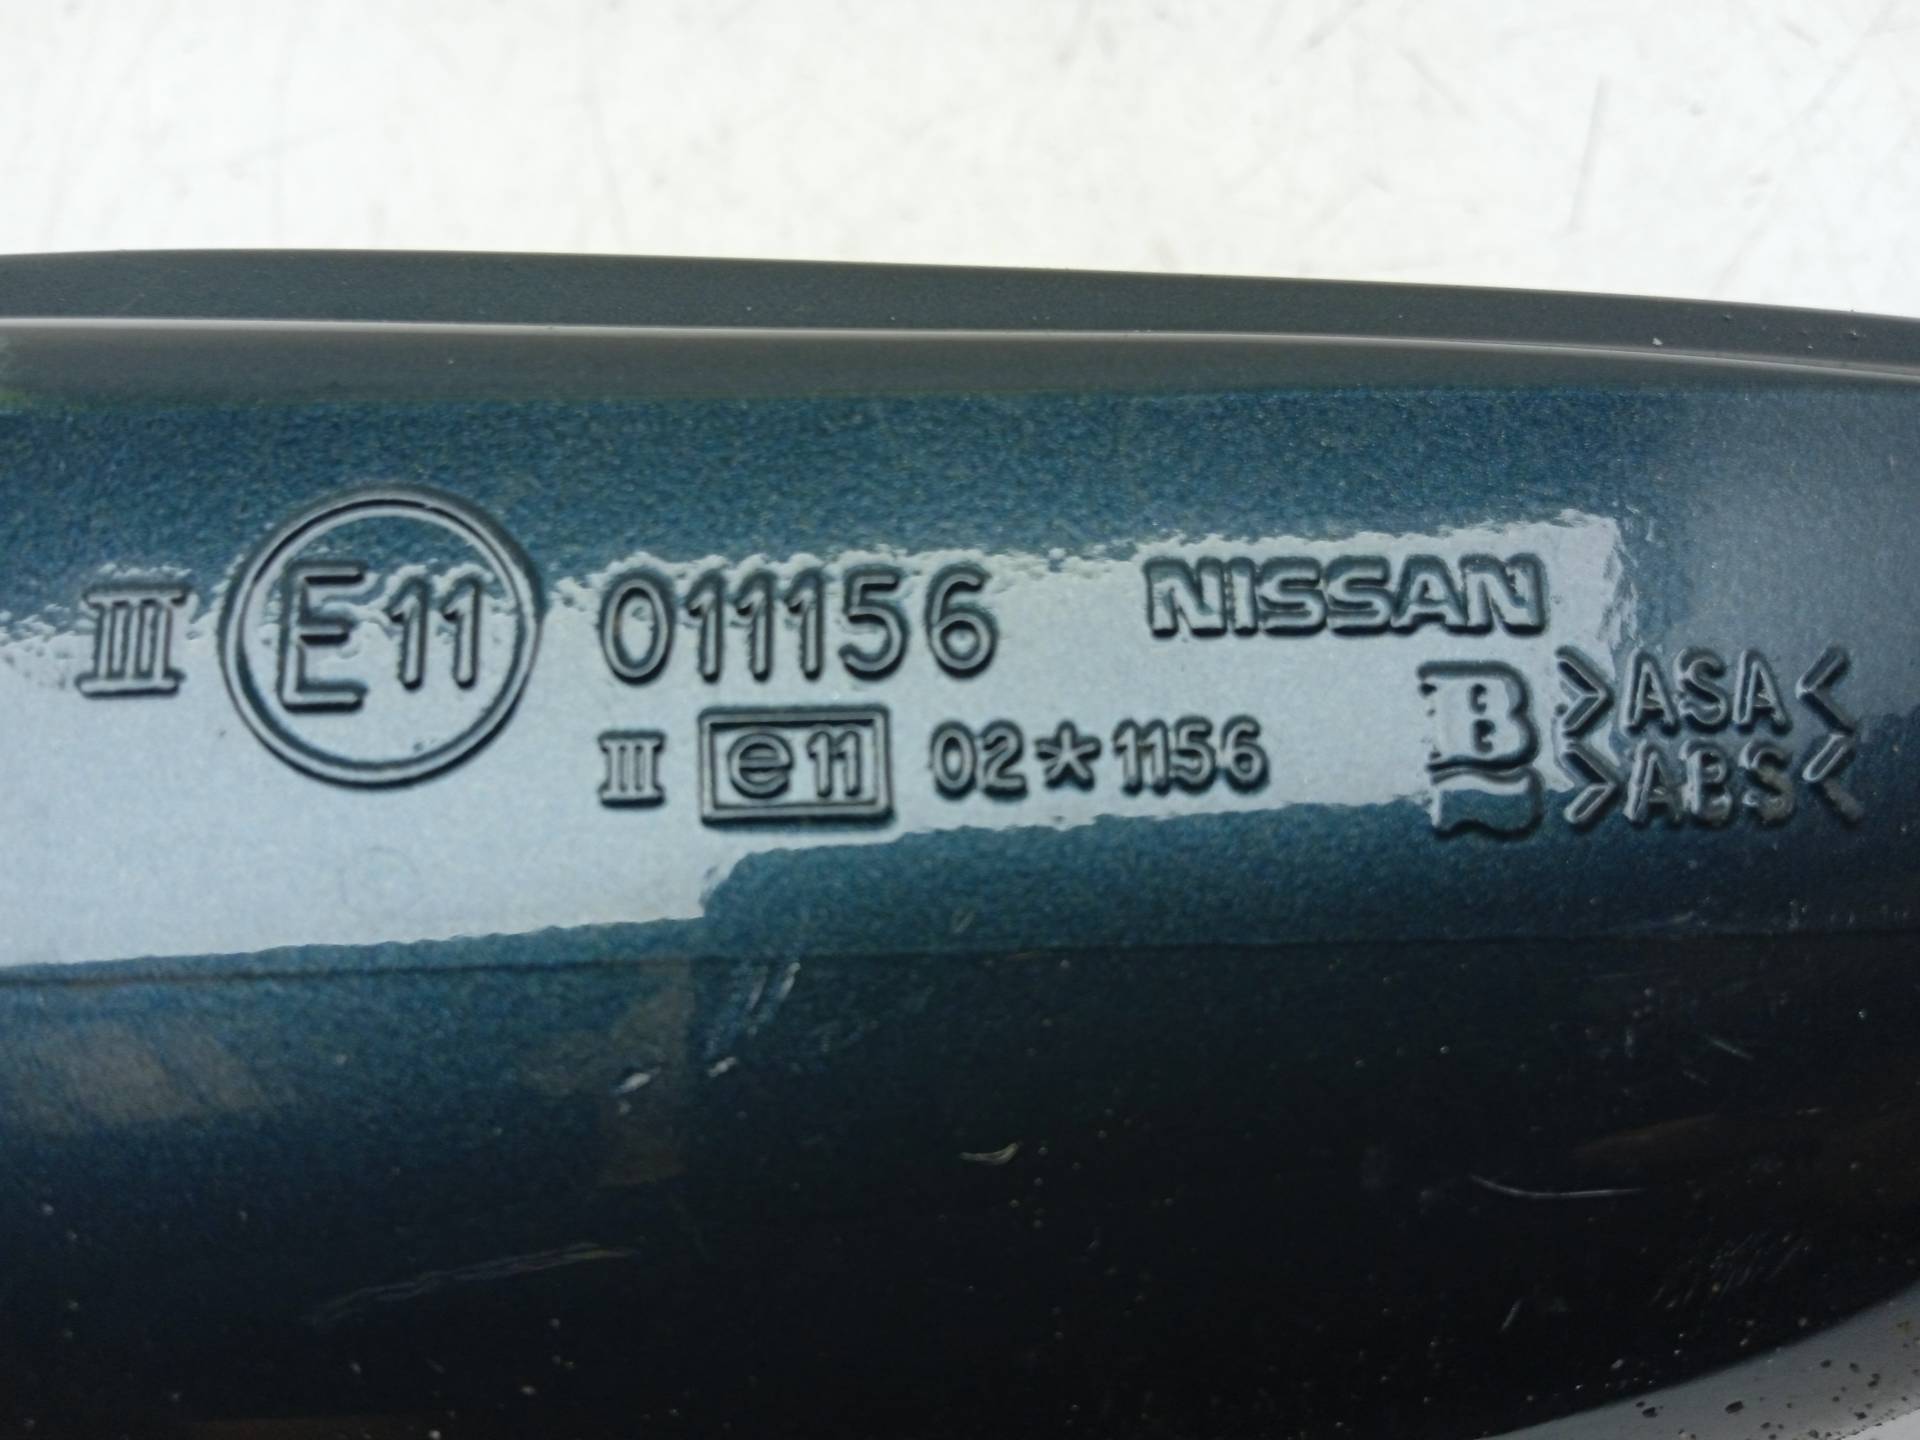 III E11 011156 NISSAN
III e11 02*1156 B >ASA<
>ABS<